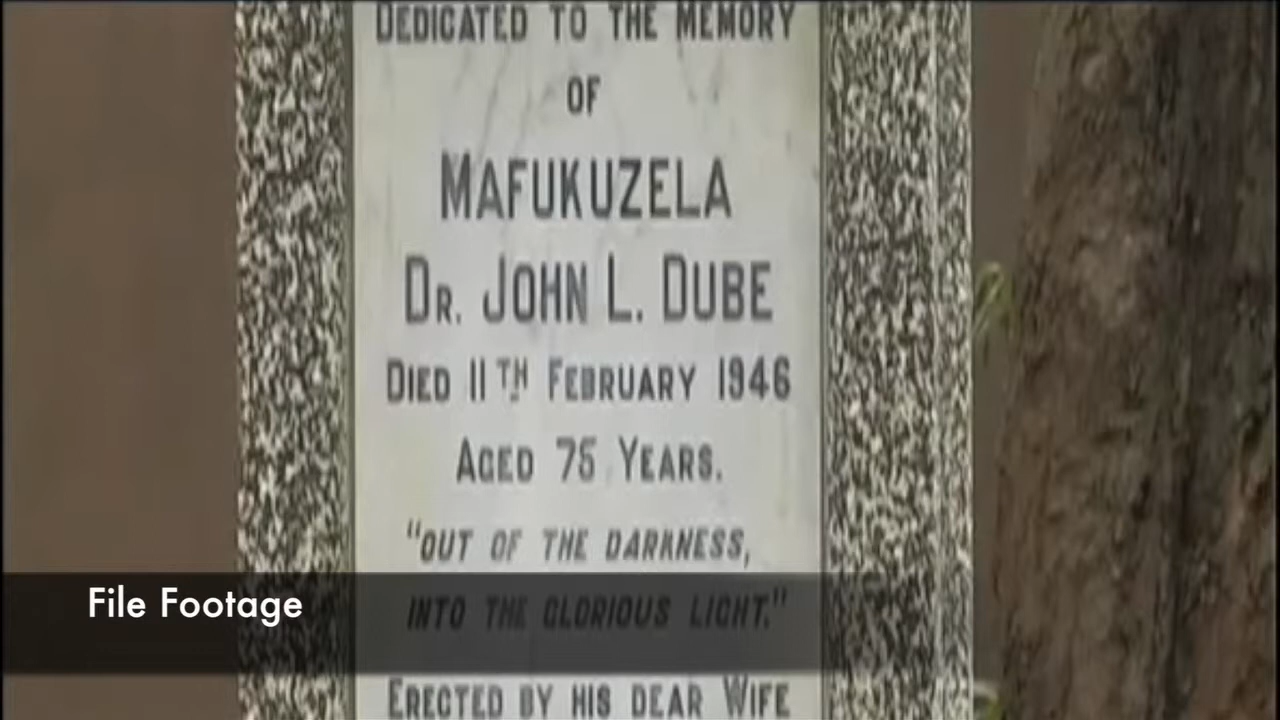 DEDICATED TO THE MEMORY
OF
MAFUKUZELA
DR. JOHN L. DUBE
DIED 11TH FEBRUARY 1946
AGED 75 YEARS.
"OUT OF THE DARKNESS,
INTO THE GLORIOUS LIGHT."
File Footage
ERECTED BY HIS DEAR WIFE